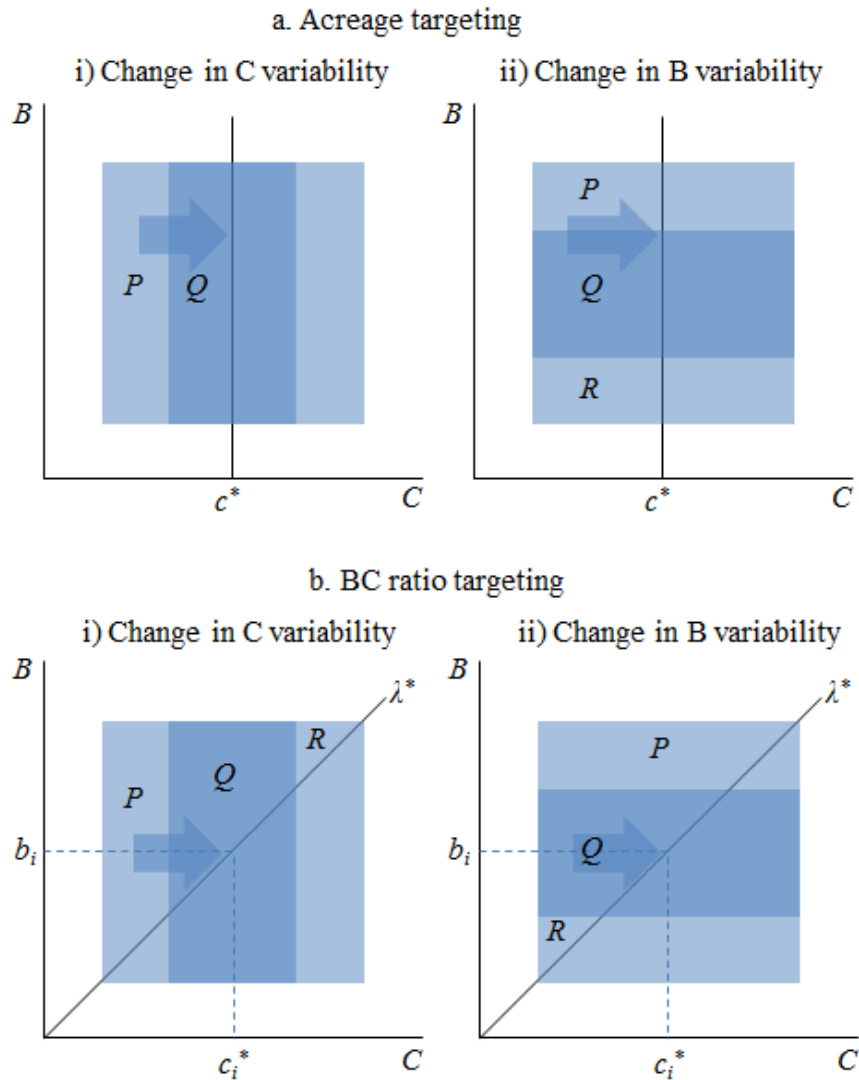 a. Acreage targeting
i) Change in C variability
ii) Change in B variability
B
P
Q
c*
C
B
P
Q
R
c*
C
b. BC ratio targeting
i) Change in C variability
ii) Change in B variability
B
λ*
R
Q
P
b_i
c_i*
C
B
λ*
P
b_i
Q
R
c_i*
C